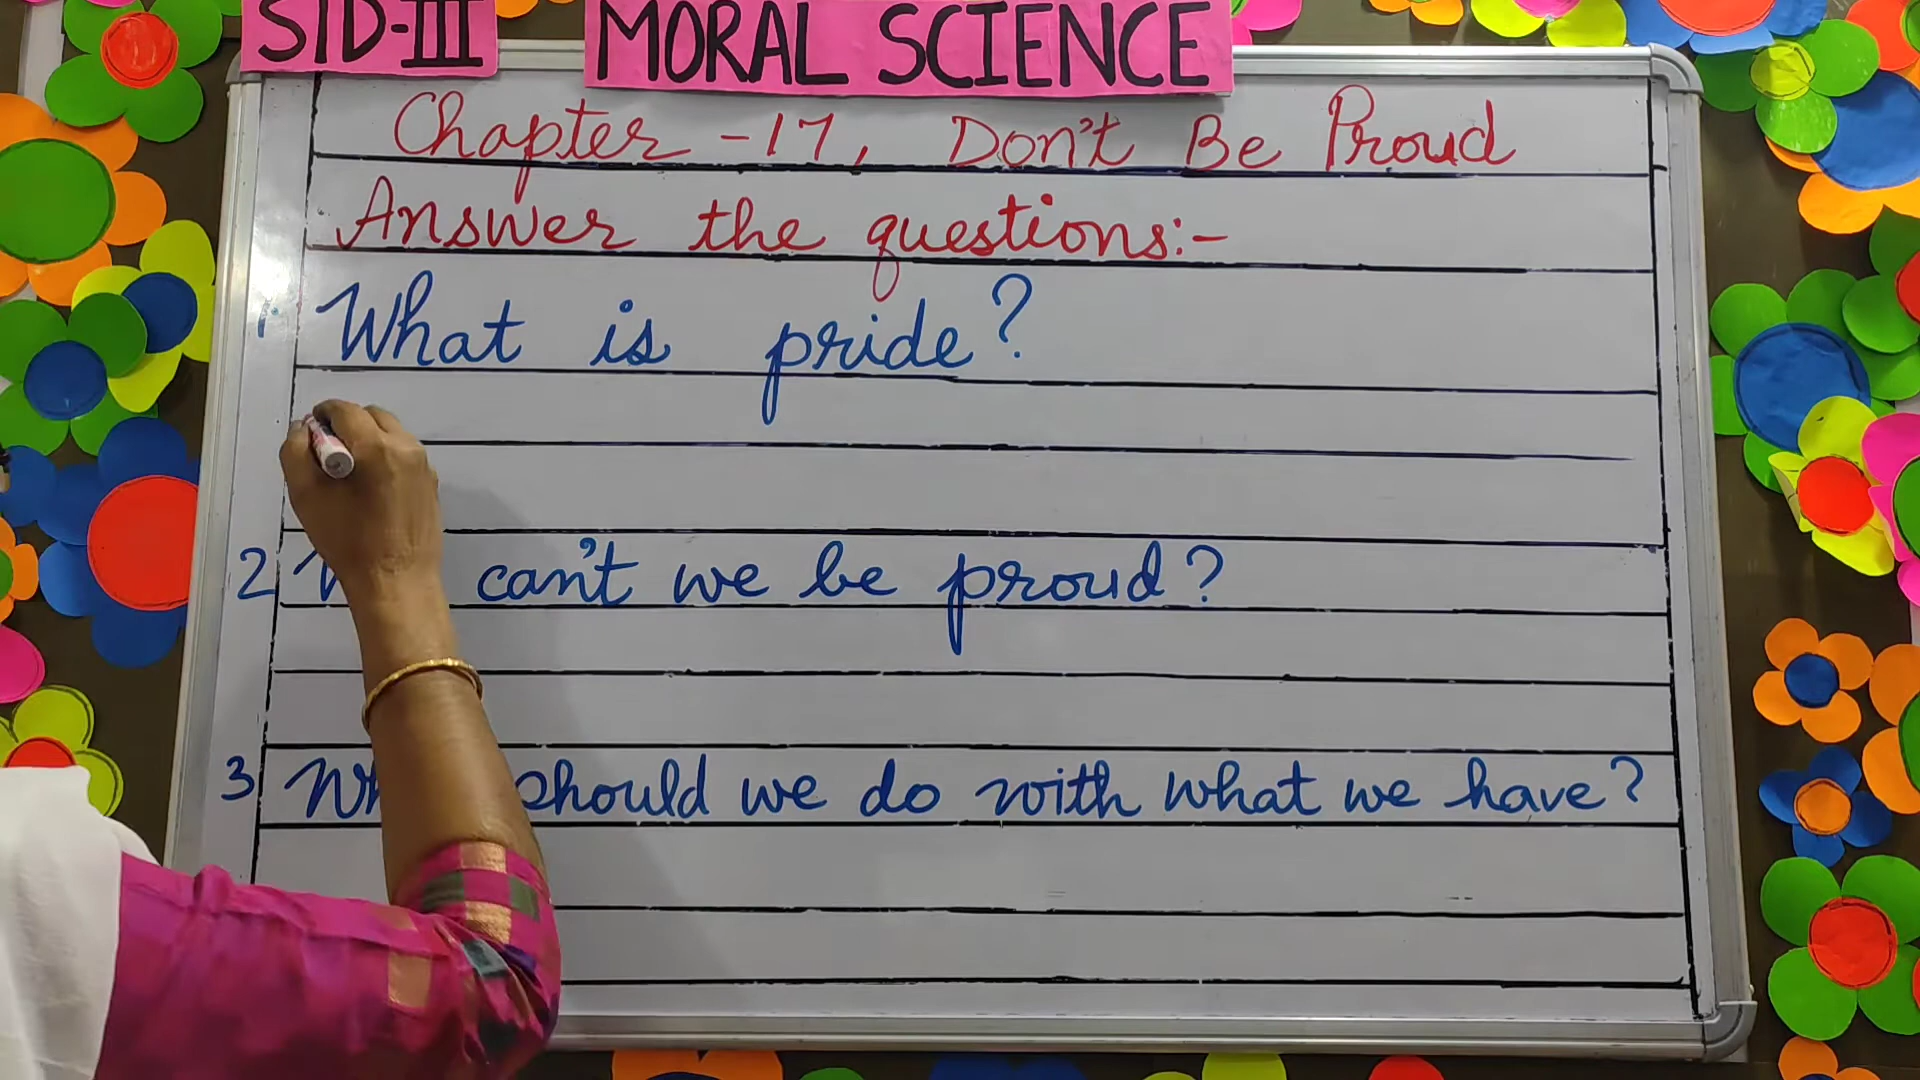 STD-III
MORAL SCIENCE
Chapter -17, Don't Be Proud
Answer the questions:-
1. What is pride?
2 can't we be proud?
3 should we do with what we have?